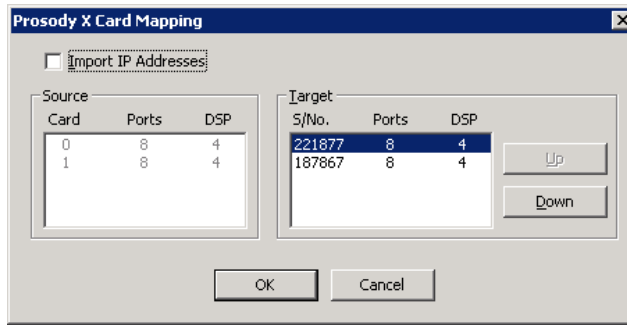 Prosody X Card Mapping
Import IP Addresses
Source
Card Ports DSP
0 8 4
1 8 4
Target
S/No. Ports DSP
221877 8 4
187867 8 4
Up
Down
OK Cancel